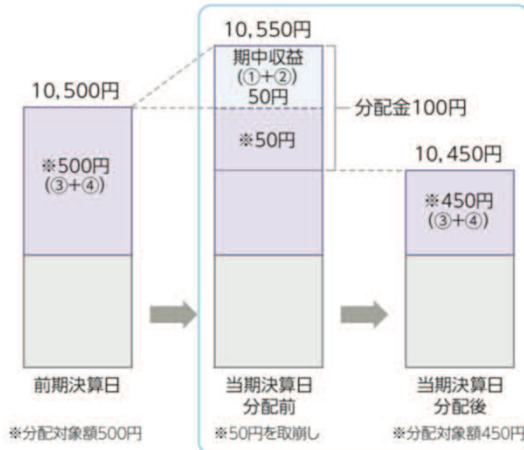 10,500円
※500円
(③+④)
前期決算日
※分配対象額500円
10,550円
期中収益
(①+②)
50円
※50円
分配金100円
当期決算日
分配前
※50円を取崩し
10,450円
※450円
(③+④)
当期決算日
分配後
※分配対象額450円